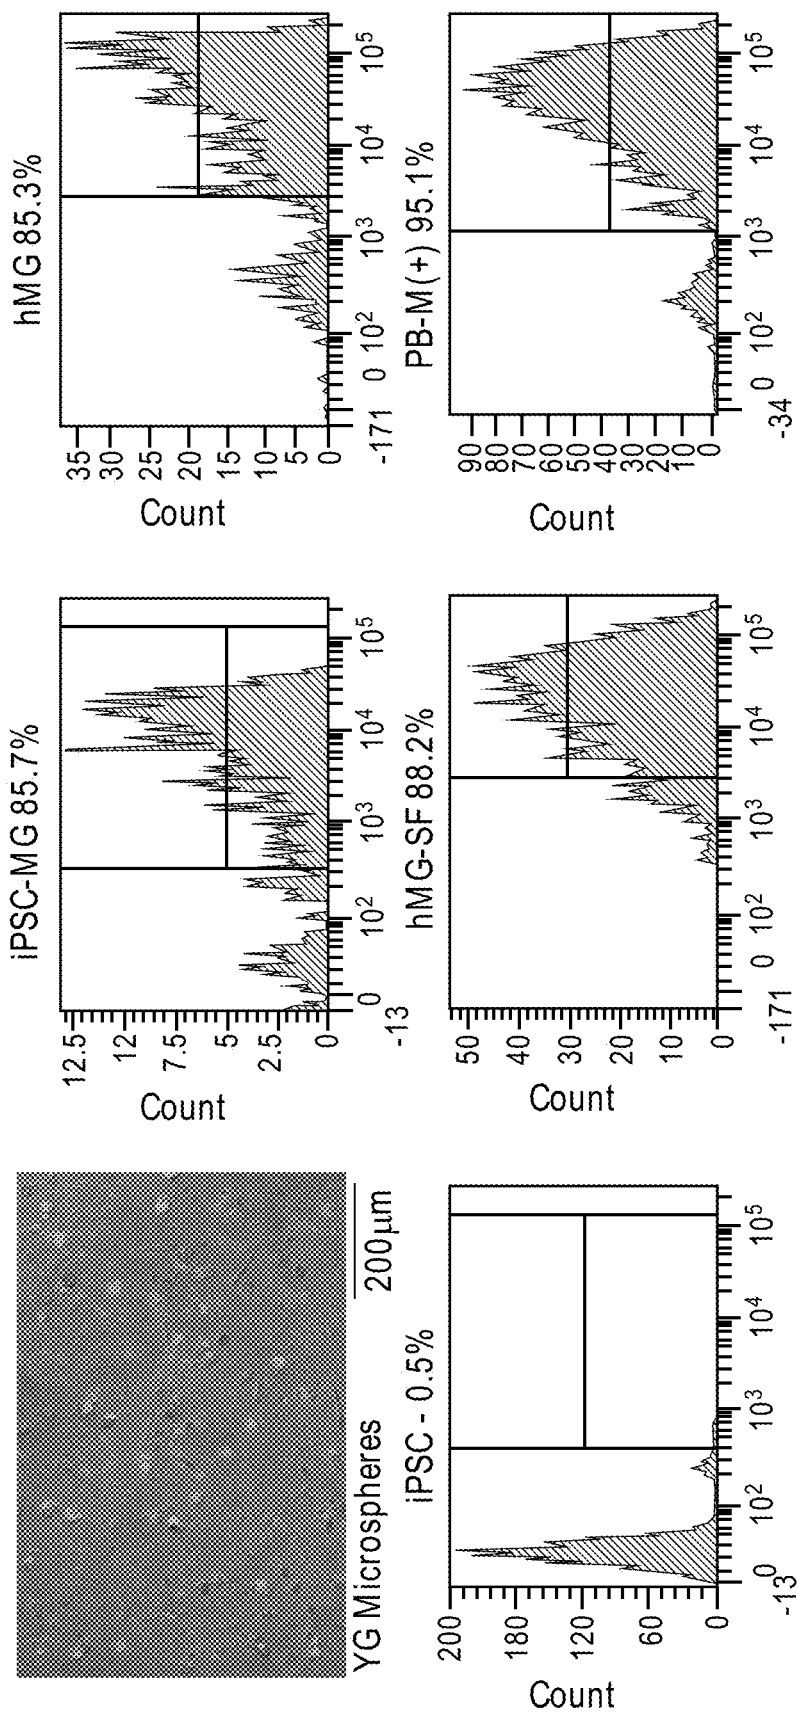 YG Microspheres
200μm
iPSC-MG 85.7%
Count
12.5
12
7.5
5
2.5
0
-13
0 10² 10³ 10⁴ 10⁵
hMG 85.3%
Count
35
30
25
20
15
10
5
0
-171
0 10² 10³ 10⁴ 10⁵
iPSC - 0.5%
Count
200
180
120
60
0
-13
0 10² 10³ 10⁴ 10⁵
hMG-SF 88.2%
Count
50
40
30
20
10
0
-171
0 10² 10³ 10⁴ 10⁵
PB-M (+) 95.1%
Count
90
80
70
60
50
40
30
20
10
0
-34
0 10² 10³ 10⁴ 10⁵